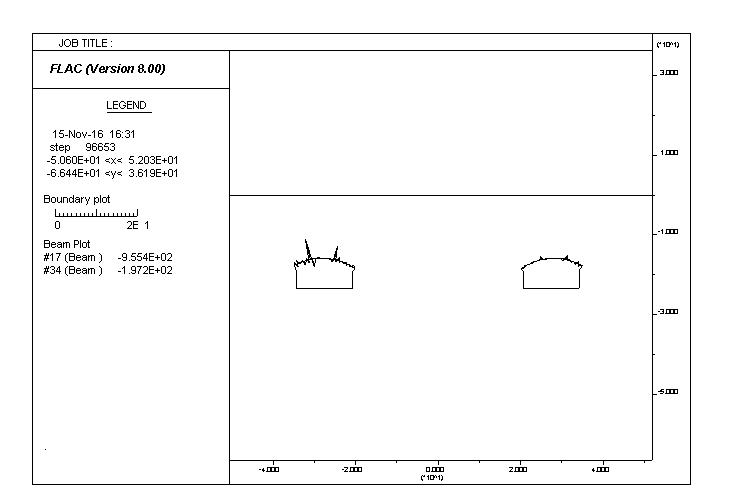 JOB TITLE :
FLAC (Version 8.00)
LEGEND
15-Nov-16 16:31
step 96653
-5.060E+01 <x< 5.203E+01
-6.644E+01 <y< 3.619E+01
Boundary plot
0 2E 1
Beam Plot
#17 (Beam ) -9.554E+02
#34 (Beam ) -1.972E+02
(*10^1)
3.000
1.000
-1.000
-3.000
-5.000
-4.000 -2.000 0.000 2.000 4.000
(*10^1)